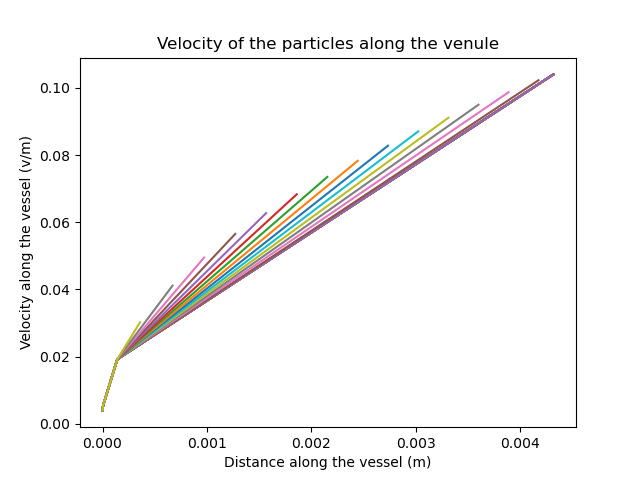 Velocity of the particles along the venule
0.10
0.08
0.06
0.04
0.02
0.00
Velocity along the vessel (v/m)
0.000 0.001 0.002 0.003 0.004
Distance along the vessel (m)